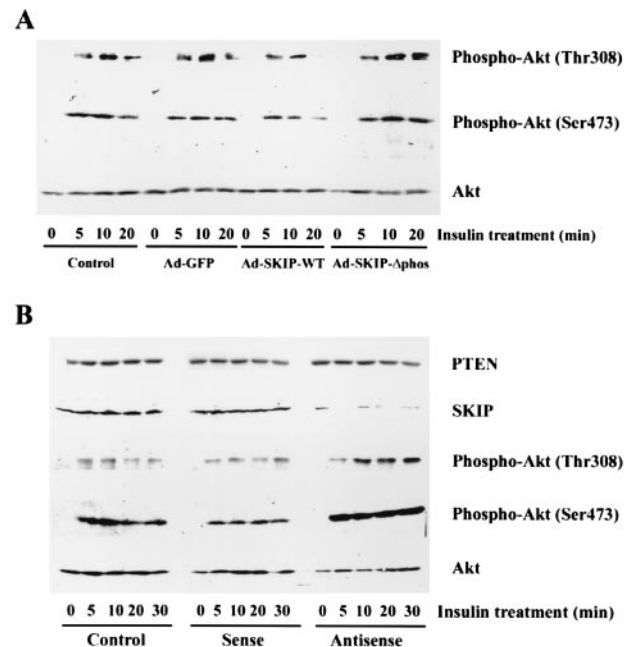 A
Phospho-Akt (Thr308)
Phospho-Akt (Ser473)
Akt
0 5 10 20 0 5 10 20 0 5 10 20 0 5 10 20 Insulin treatment (min)
Control Ad-GFP Ad-SKIP-WT Ad-SKIP-Δphos
B
PTEN
SKIP
Phospho-Akt (Thr308)
Phospho-Akt (Ser473)
Akt
0 5 10 20 30 0 5 10 20 30 0 5 10 20 30 Insulin treatment (min)
Control Sense Antisense